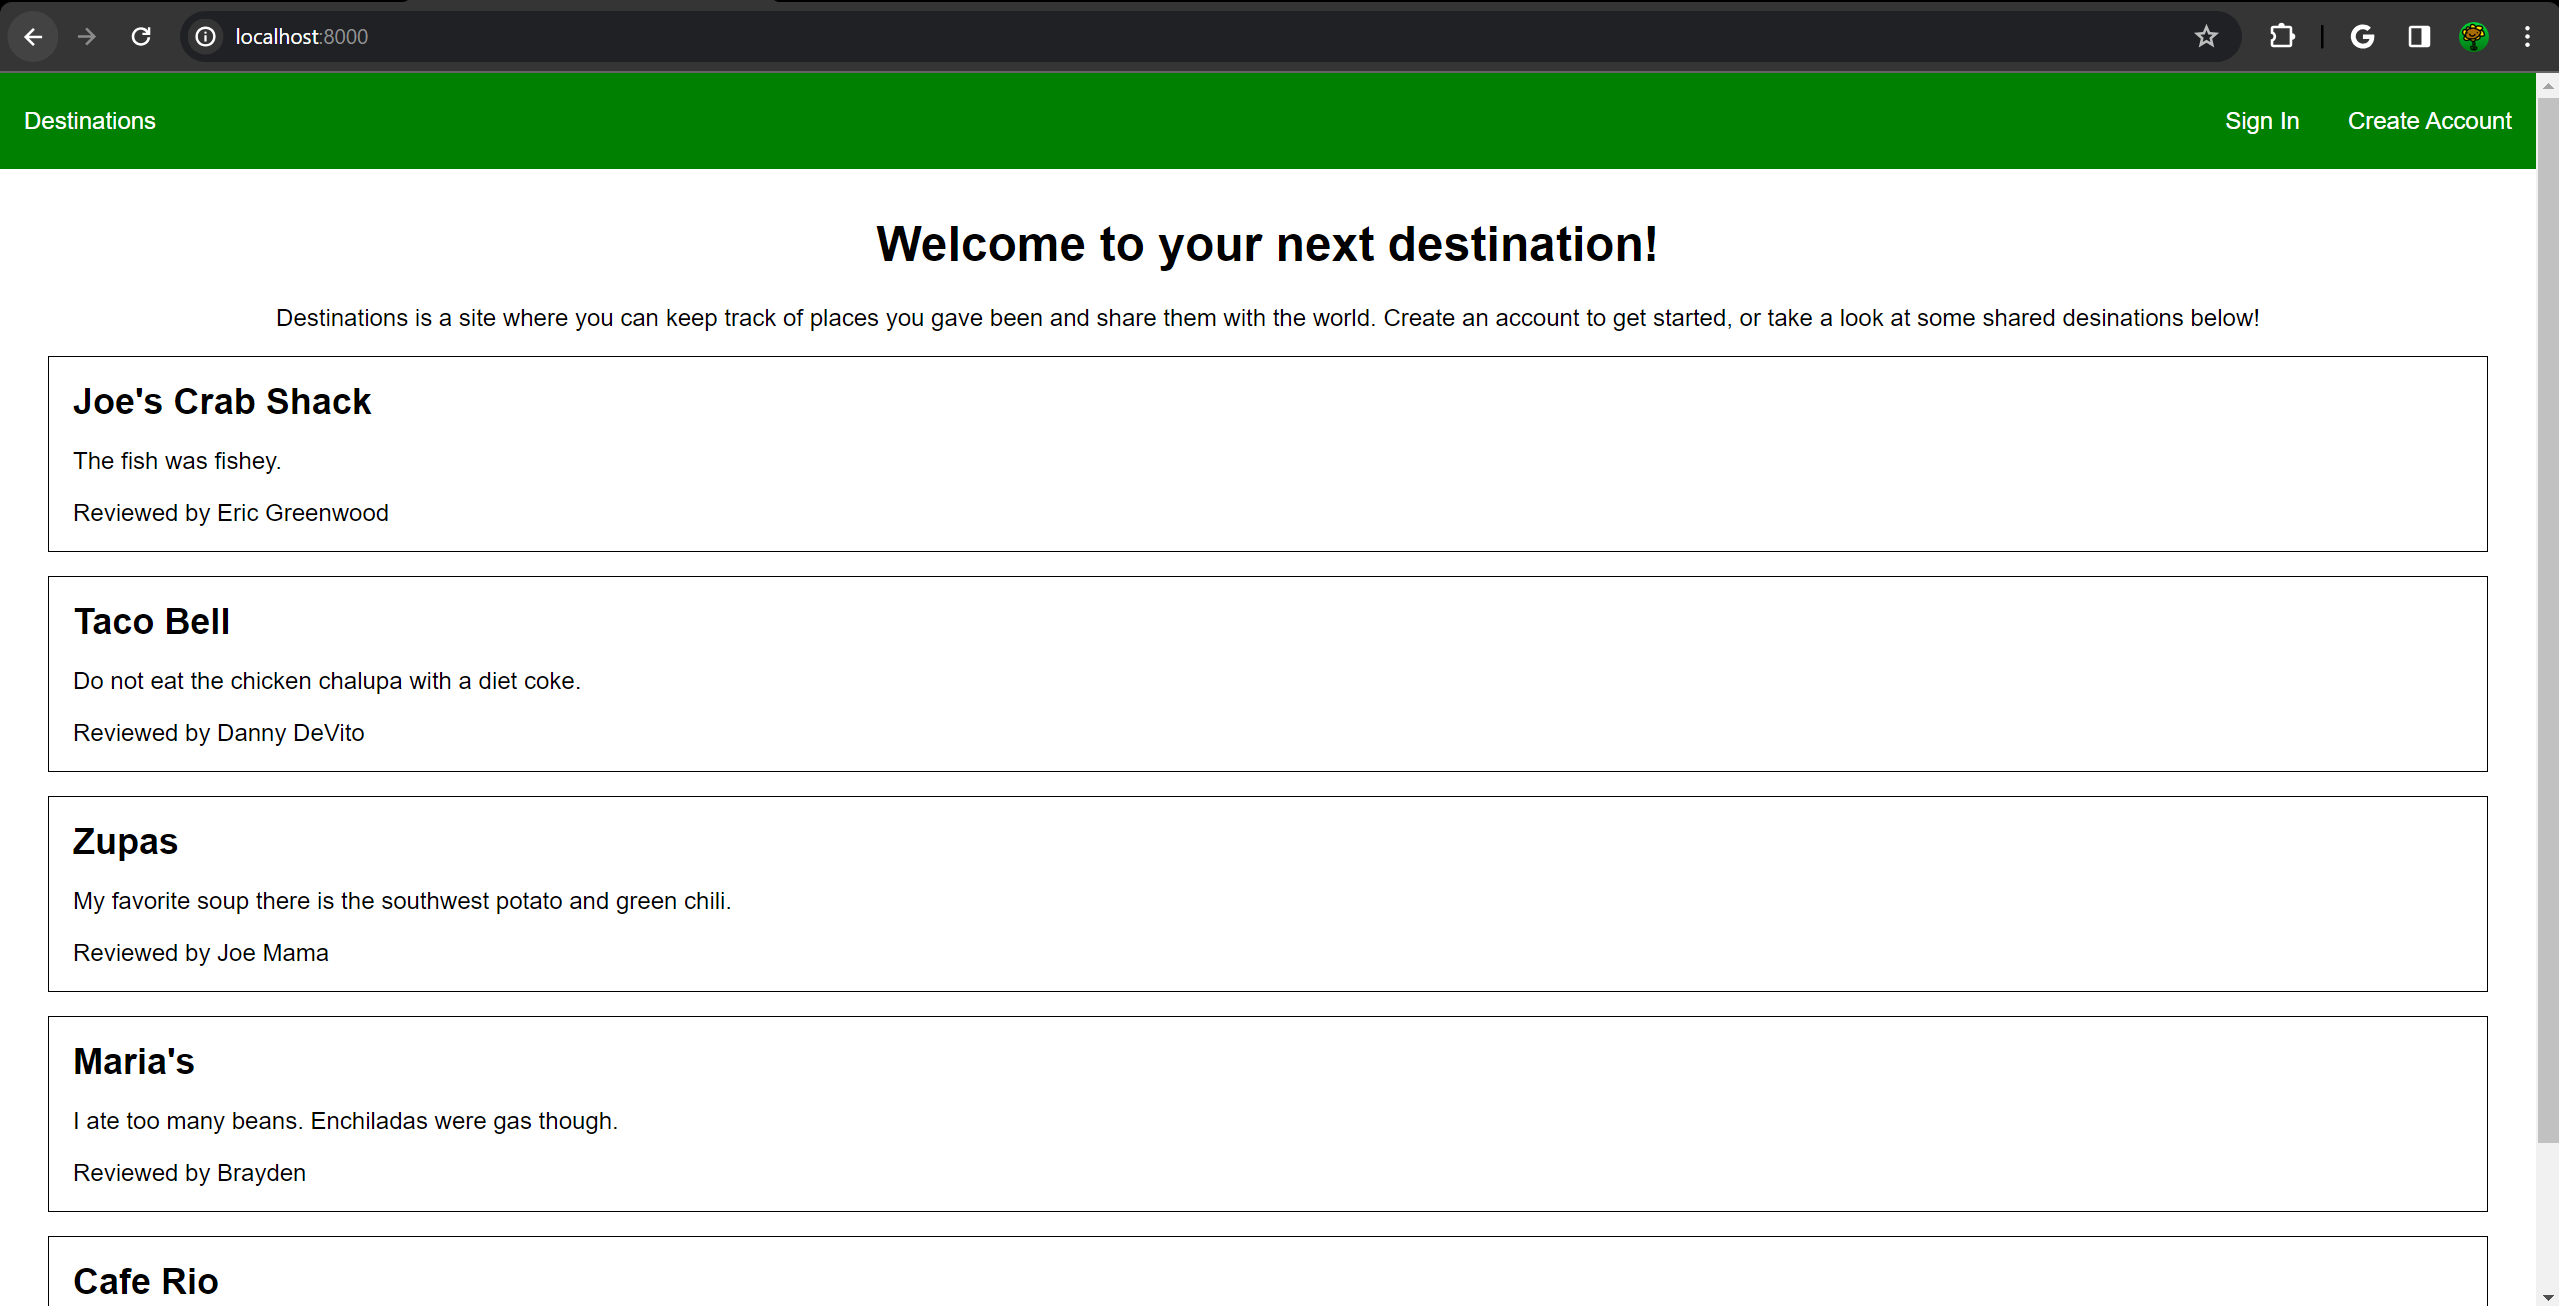 localhost:8000
Destinations
Sign In
Create Account
Welcome to your next destination!
Destinations is a site where you can keep track of places you gave been and share them with the world. Create an account to get started, or take a look at some shared desinations below!
Joe's Crab Shack
The fish was fishey.
Reviewed by Eric Greenwood
Taco Bell
Do not eat the chicken chalupa with a diet coke.
Reviewed by Danny DeVito
Zupas
My favorite soup there is the southwest potato and green chili.
Reviewed by Joe Mama
Maria's
I ate too many beans. Enchiladas were gas though.
Reviewed by Brayden
Cafe Rio